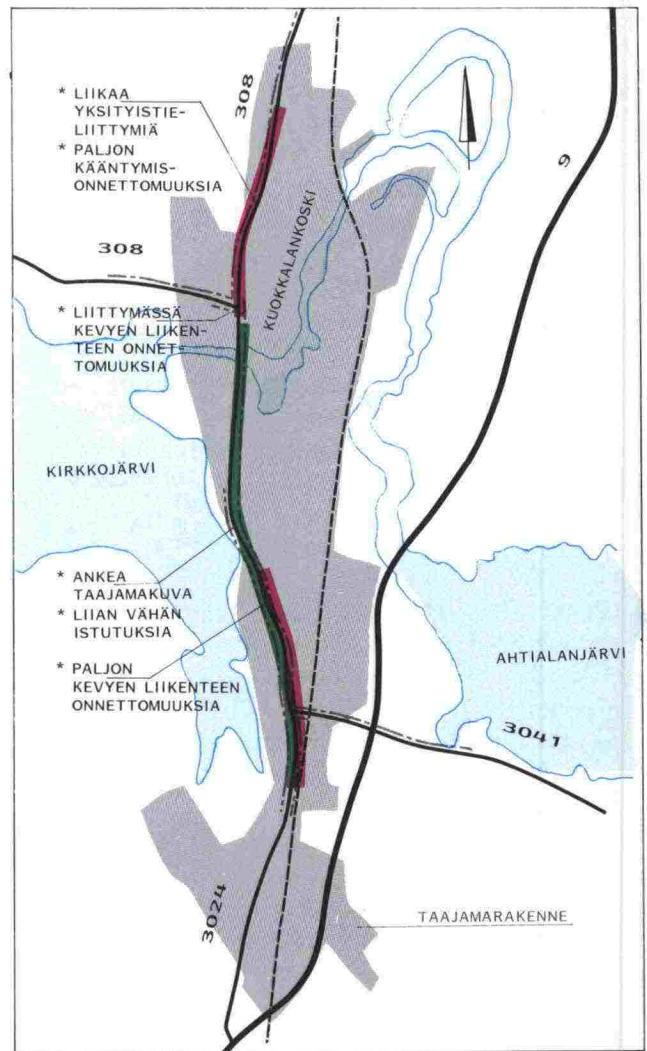 308
* LIIKAA
YKSITYISTIE-
LIITTYMIÄ
* PALJON
KÄÄNTYMIS-
ONNETTOMUUKSIA
9
308
KUOKKALANKOSKI
* LIITTYMÄSSÄ
KEVYEN LIIKEN-
TEEN ONNET-
TOMUUKSIA
KIRKKOJÄRVI
* ANKEA
TAAJAMAKUVA
* LIIAN VÄHÄN
ISTUTUKSIA
* PALJON
KEVYEN LIIKENTEEN
ONNETTOMUUKSIA
AHTIALANJÄRVI
3041
3024
TAAJAMARAKENNE